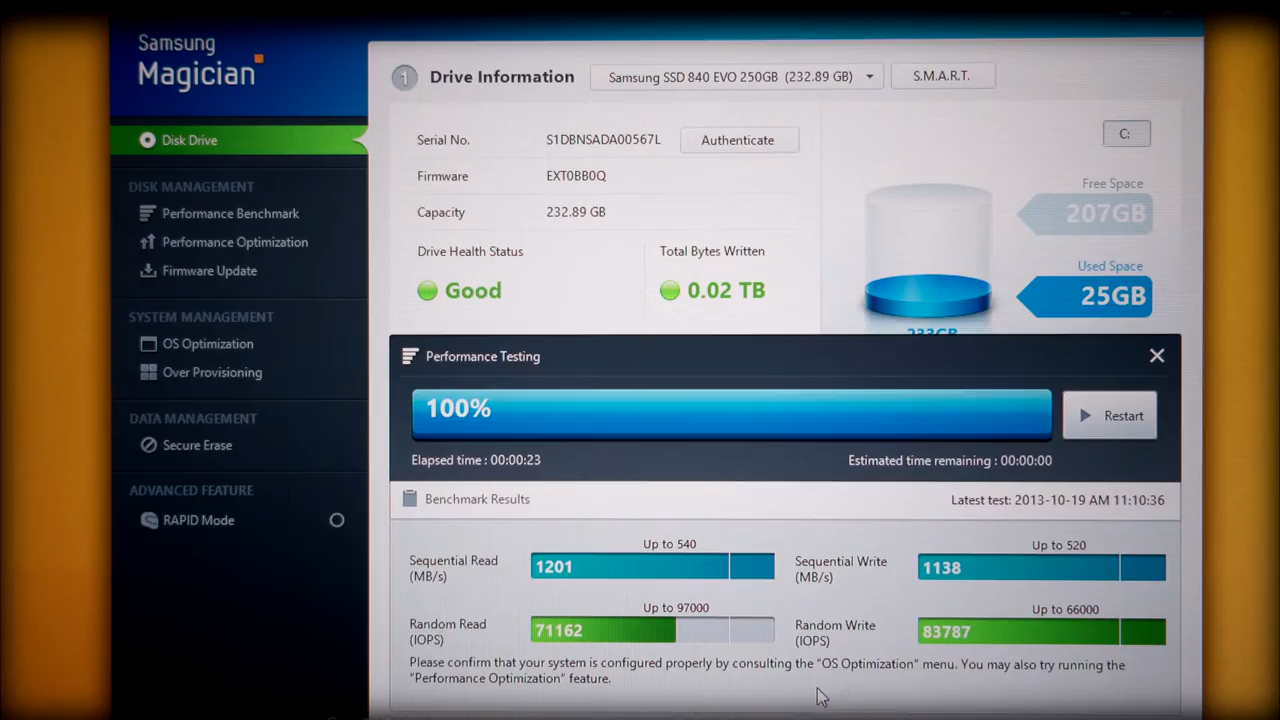 Samsung
Magician
Disk Drive
DISK MANAGEMENT
Performance Benchmark
Performance Optimization
Firmware Update
SYSTEM MANAGEMENT
OS Optimization
Over Provisioning
DATA MANAGEMENT
Secure Erase
ADVANCED FEATURE
RAPID Mode
1 Drive Information Samsung SSD 840 EVO 250GB (232.89 GB) S.M.A.R.T.
Serial No. S1DBNSADA00567L Authenticate
Firmware EXT0BB0Q
Capacity 232.89 GB
Drive Health Status Total Bytes Written
Good 0.02 TB
C:
Free Space
207GB
Used Space
25GB
233GB
Performance Testing
100%
Restart
Elapsed time : 00:00:23 Estimated time remaining : 00:00:00
Benchmark Results Latest test: 2013-10-19 AM 11:10:36
Up to 540
Sequential Read
(MB/s)
1201
Up to 520
Sequential Write
(MB/s)
1138
Up to 97000
Random Read
(IOPS)
71162
Up to 66000
Random Write
(IOPS)
83787
Please confirm that your system is configured properly by consulting the "OS Optimization" menu. You may also try running the
"Performance Optimization" feature.